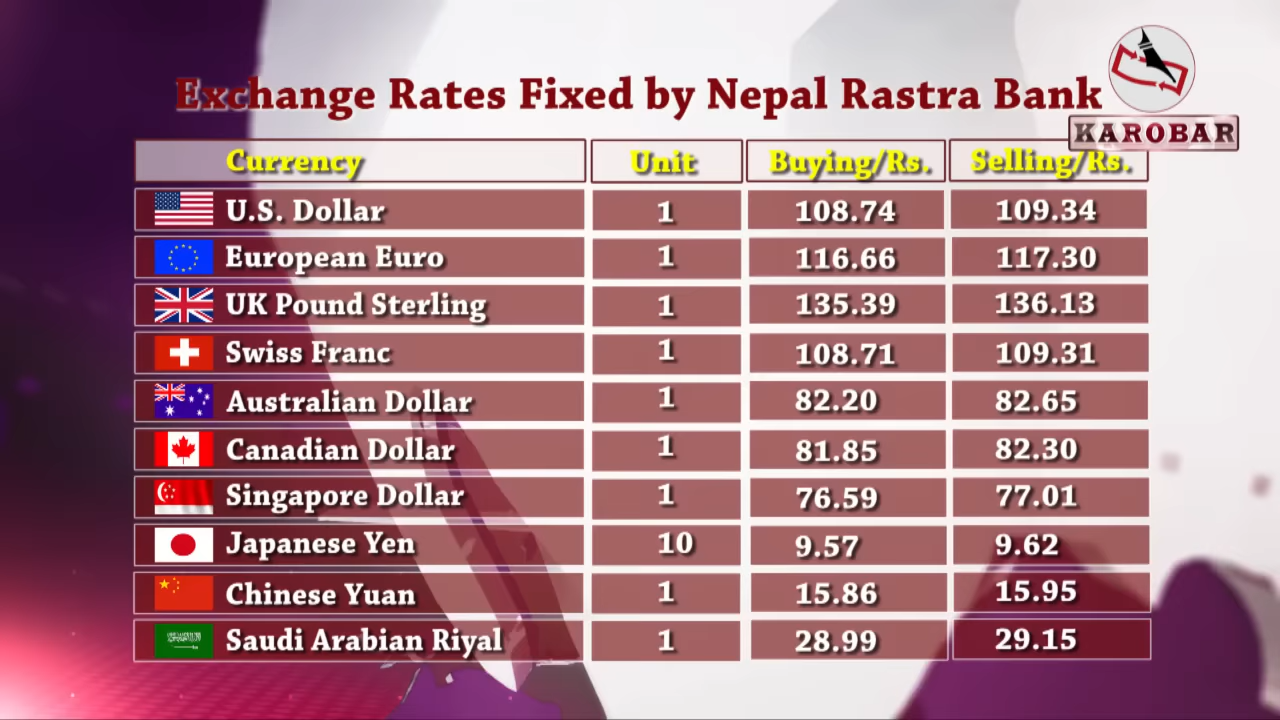 Exchange Rates Fixed by Nepal Rastra Bank
KAROBAR
Currency Unit Buying/Rs. Selling/Rs.
U.S. Dollar 1 108.74 109.34
European Euro 1 116.66 117.30
UK Pound Sterling 1 135.39 136.13
Swiss Franc 1 108.71 109.31
Australian Dollar 1 82.20 82.65
Canadian Dollar 1 81.85 82.30
Singapore Dollar 1 76.59 77.01
Japanese Yen 10 9.57 9.62
Chinese Yuan 1 15.86 15.95
Saudi Arabian Riyal 1 28.99 29.15